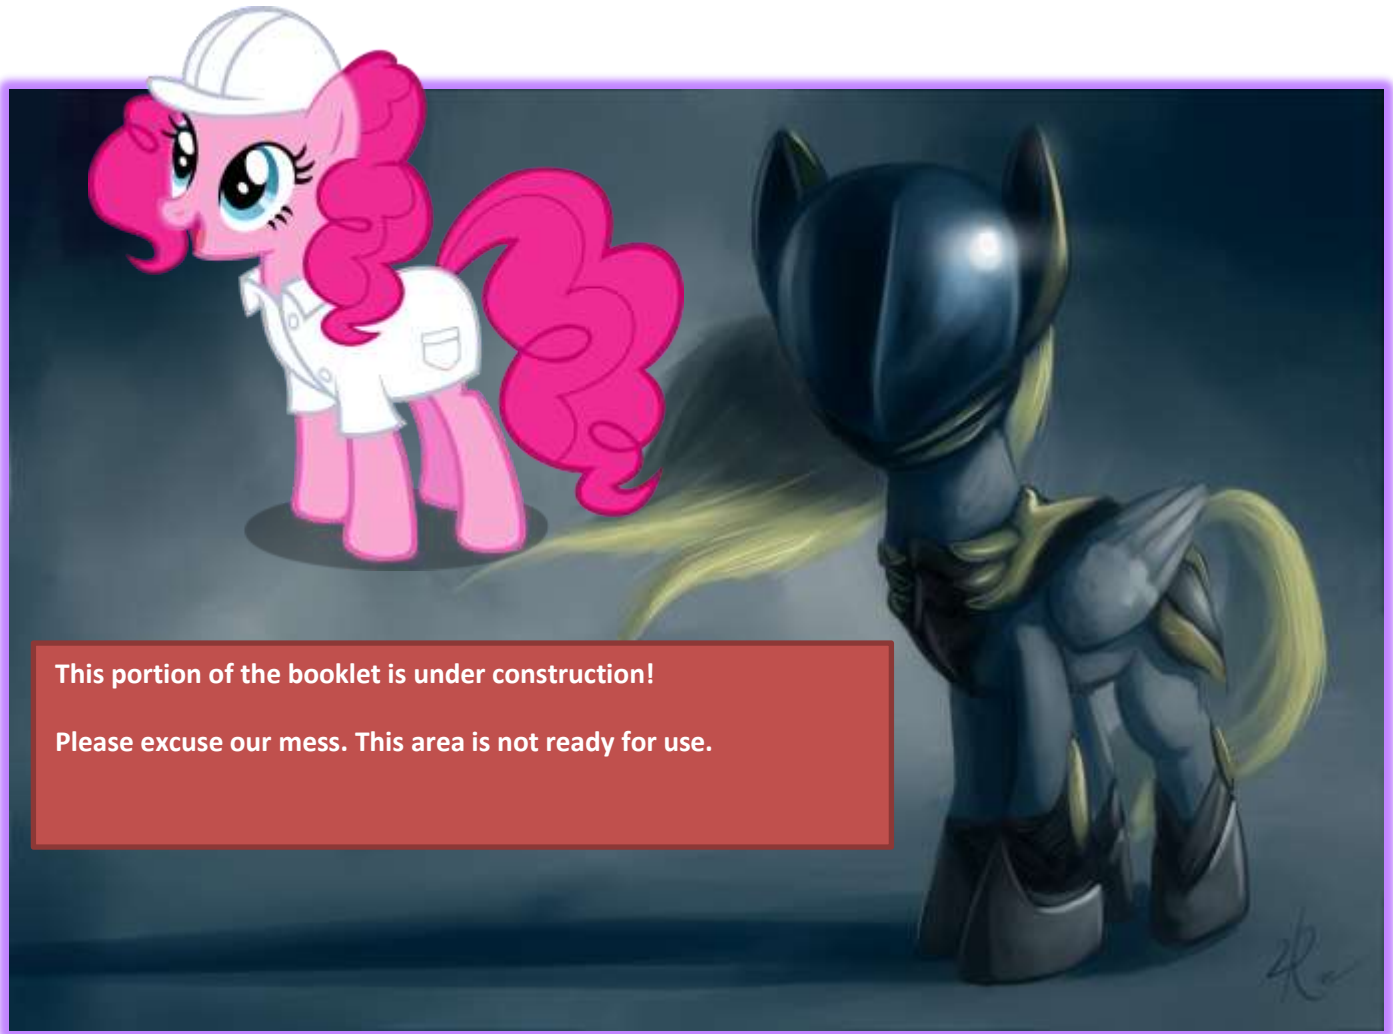 This portion of the booklet is under construction!
Please excuse our mess. This area is not ready for use.